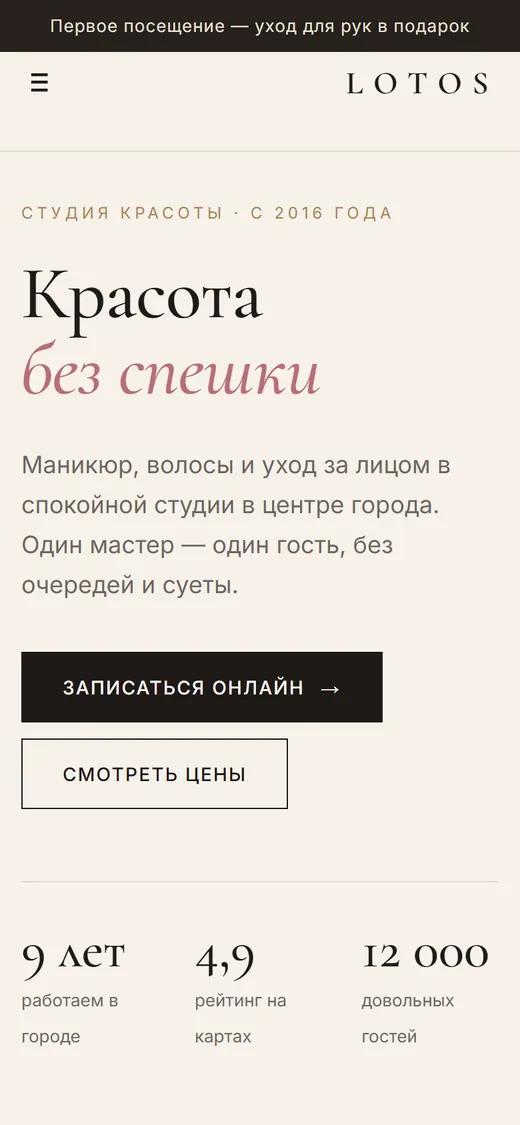 Первое посещение — уход для рук в подарок
LOTOS
СТУДИЯ КРАСОТЫ · С 2016 ГОДА
Красота
без спешки
Маникюр, волосы и уход за лицом в
спокойной студии в центре города.
Один мастер — один гость, без
очередей и суеты.
ЗАПИСАТЬСЯ ОНЛАЙН →
СМОТРЕТЬ ЦЕНЫ
9 лет 4,9 12 000
работаем в рейтинг на довольных
городе картах гостей